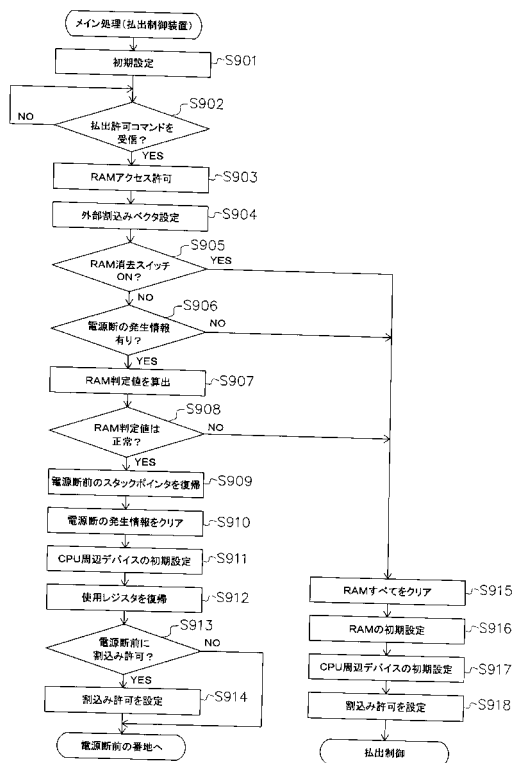 メイン処理(払出制御装置)
初期設定
S901
S902
払出許可コマンドを
受信?
NO
YES
RAMアクセス許可
S903
外部割込みベクタ設定
S904
S905
RAM消去スイッチ
ON?
YES
NO
S906
電源断の発生情報
有り?
NO
YES
RAM判定値を算出
S907
S908
RAM判定値は
正常?
NO
YES
電源断前のスタックポインタを復帰
S909
電源断の発生情報をクリア
S910
CPU周辺デバイスの初期設定
S911
使用レジスタを復帰
S912
S913
電源断前に
割込み許可?
NO
YES
割込み許可を設定
S914
電源断前の番地へ
RAMすべてをクリア
S915
RAMの初期設定
S916
CPU周辺デバイスの初期設定
S917
割込み許可を設定
S918
払出制御